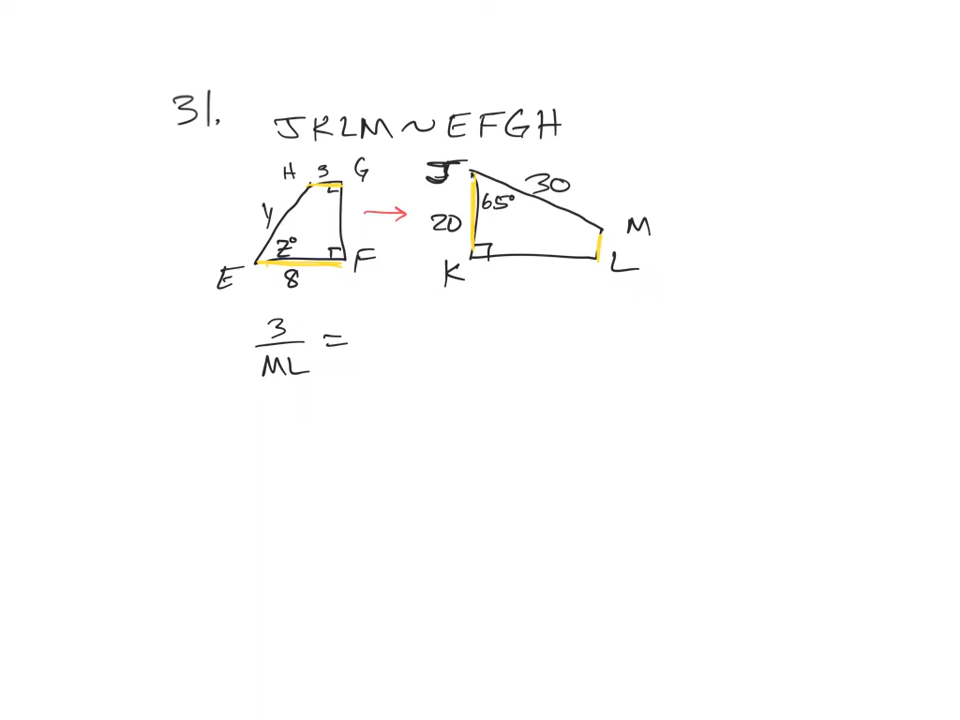 31.
JKLM ~ EFGH
H 3 G J 30
y 65° M
20
z° F L
E 8 K
3/ML =